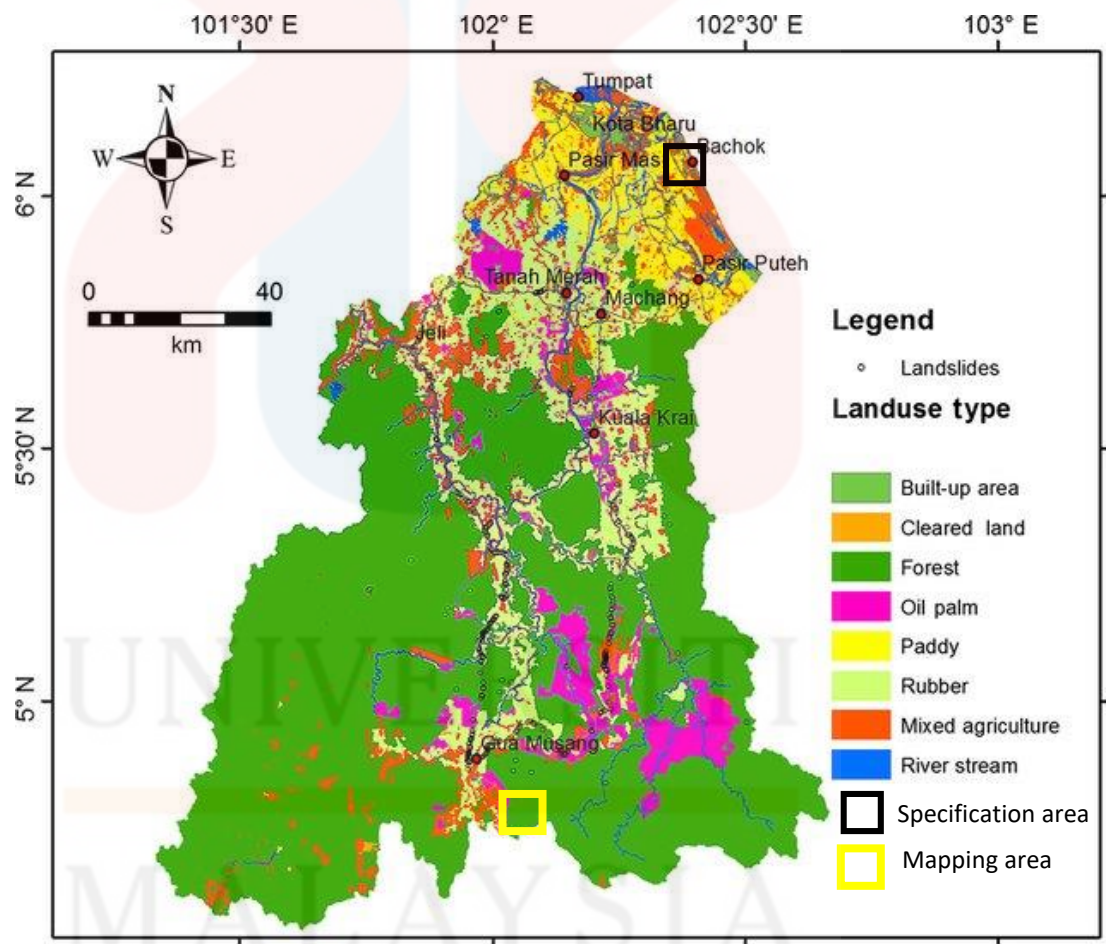 101°30' E 102° E 102°30' E 103° E
N
W E
S
0 40
km
6° N
5°30' N
5° N
Tumpat
Kota Bharu
Bachok
Pasir Mas
Pasir Puteh
Tanah Merah
Machang
Jeli
Kuala Krai
Gua Musang
Legend
Landslides
Landuse type
Built-up area
Cleared land
Forest
Oil palm
Paddy
Rubber
Mixed agriculture
River stream
Specification area
Mapping area
UNIVERSITI
MALAYSIA